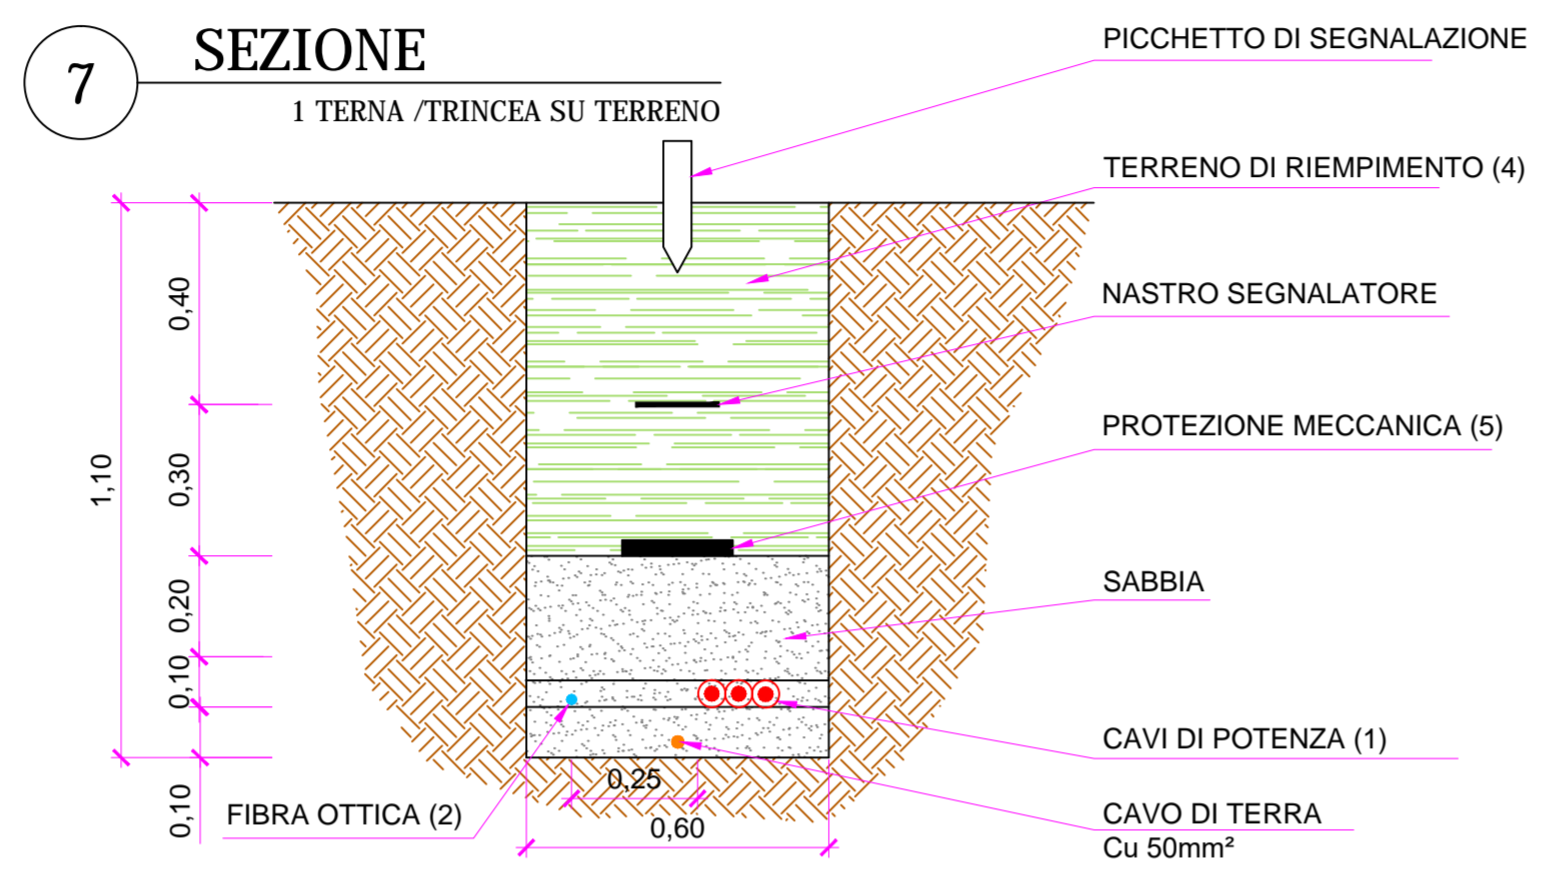 7
SEZIONE
1 TERNA /TRINCEA SU TERRENO
PICCHETTO DI SEGNALAZIONE
TERRENO DI RIEMPIMENTO (4)
NASTRO SEGNALATORE
PROTEZIONE MECCANICA (5)
SABBIA
CAVI DI POTENZA (1)
CAVO DI TERRA
Cu 50mm²
FIBRA OTTICA (2)
1,10
0,40
0,30
0,20
0,10
0,10
0,25
0,60